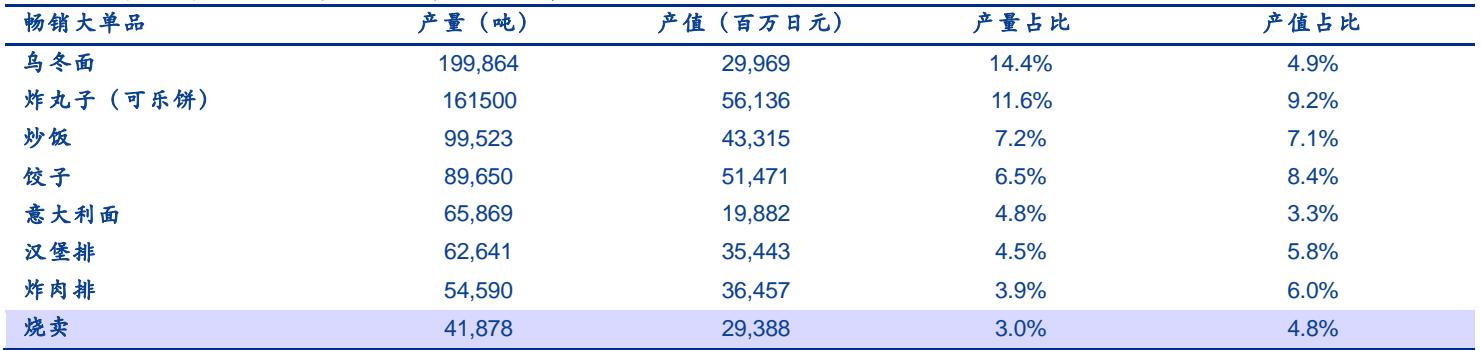 畅销大单品 产量（吨） 产值（百万日元） 产量占比 产值占比
乌冬面 199,864 29,969 14.4% 4.9%
炸丸子（可乐饼） 161500 56,136 11.6% 9.2%
炒饭 99,523 43,315 7.2% 7.1%
饺子 89,650 51,471 6.5% 8.4%
意大利面 65,869 19,882 4.8% 3.3%
汉堡排 62,641 35,443 4.5% 5.8%
炸肉排 54,590 36,457 3.9% 6.0%
烧卖 41,878 29,388 3.0% 4.8%